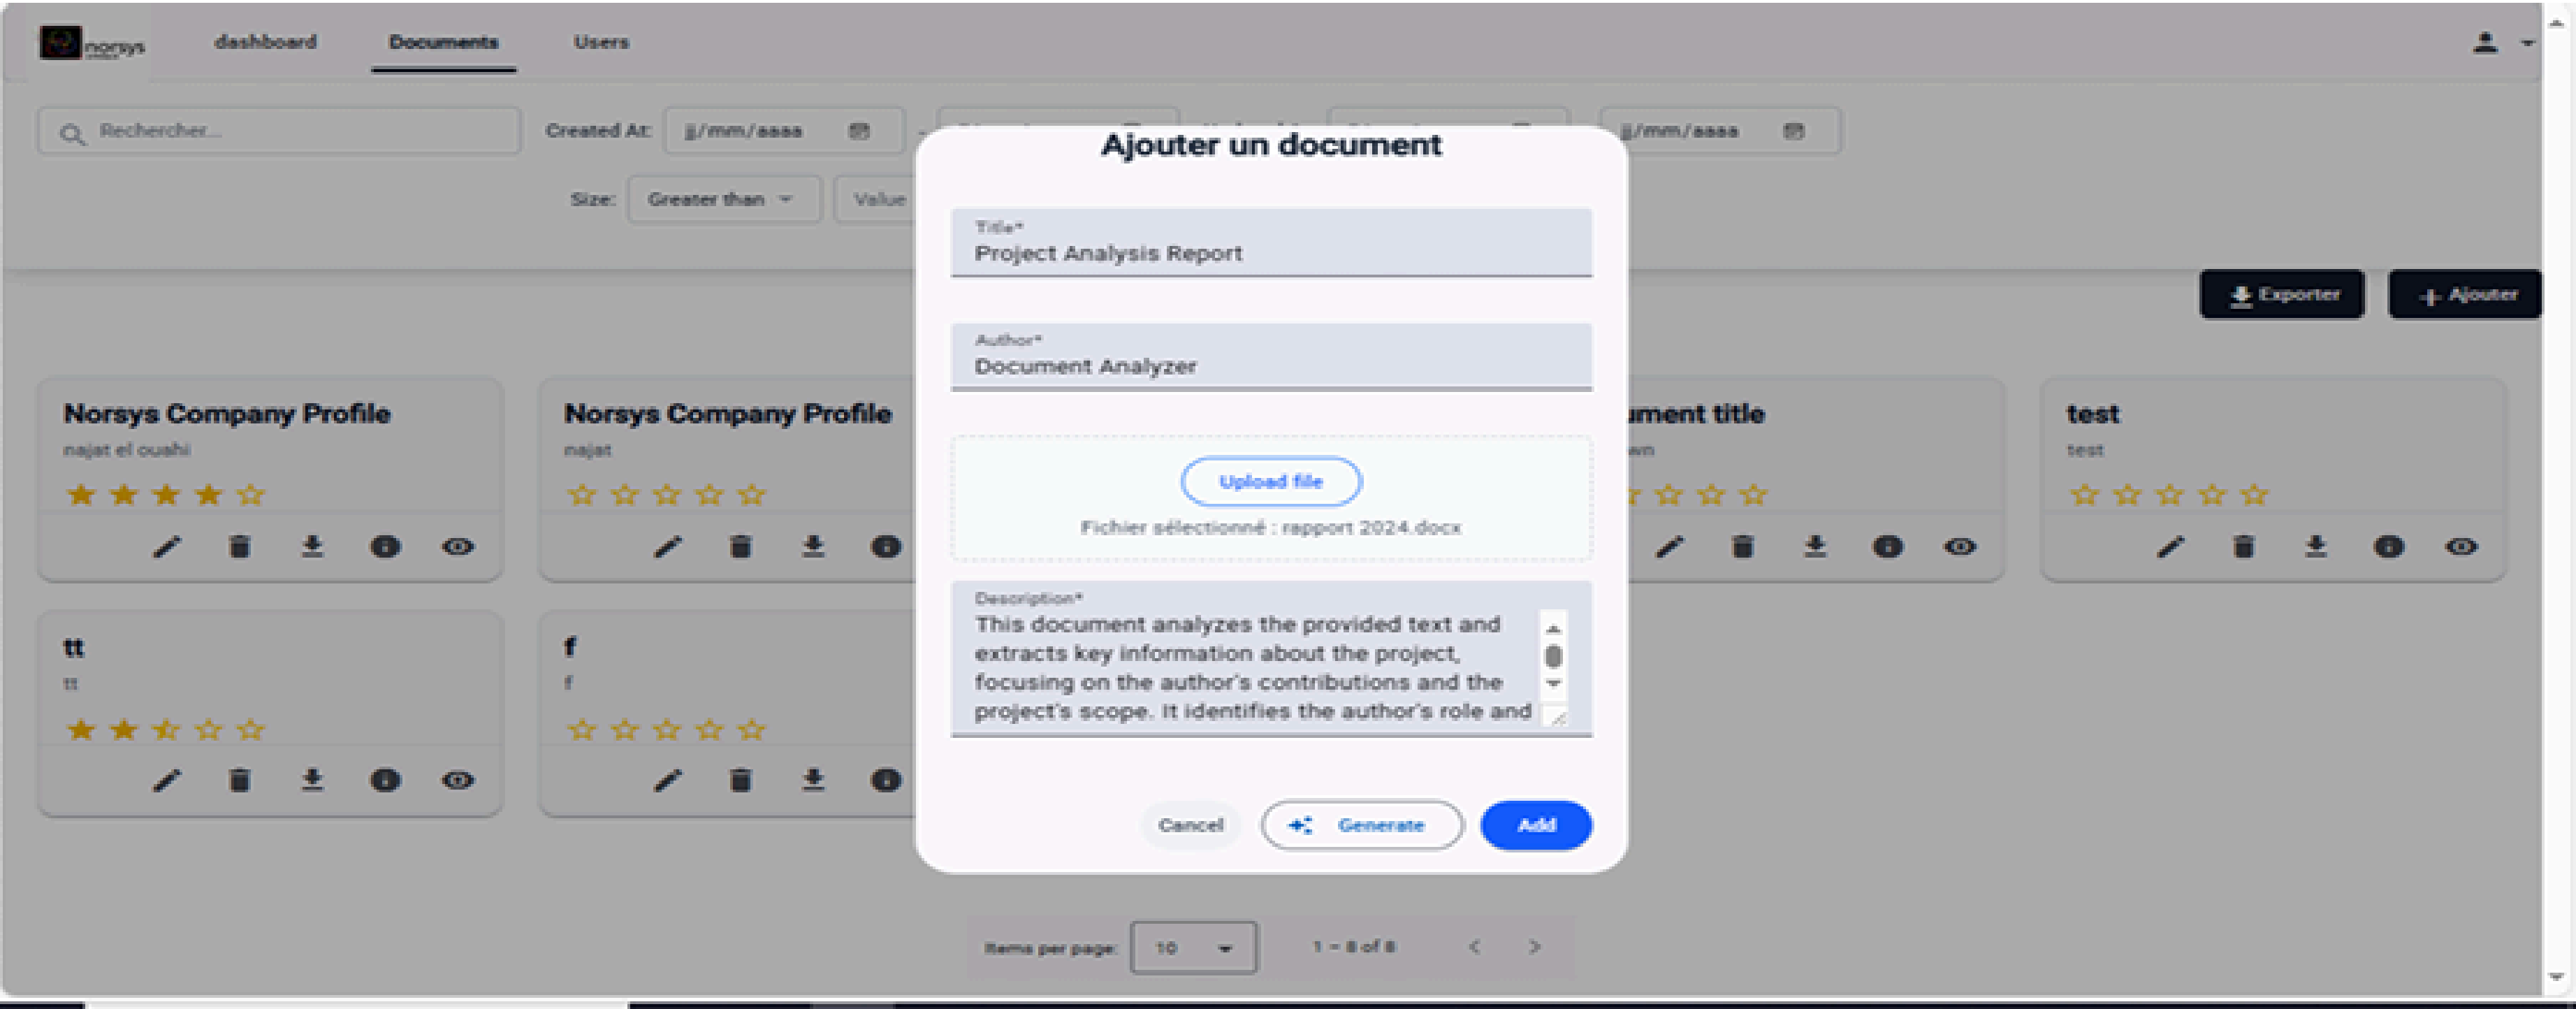 norsys
dashboard
Documents
Users
Rechercher...
Created At:
jj/mm/aaaa
jj/mm/aaaa
Size:
Greater than
Value
Exporter
Ajouter
Norsys Company Profile
najat el ouahi
Norsys Company Profile
najat
ument title
wn
test
test
tt
tt
f
f
Ajouter un document
Title*
Project Analysis Report
Author*
Document Analyzer
Upload file
Fichier sélectionné : rapport 2024.docx
Description*
This document analyzes the provided text and
extracts key information about the project,
focusing on the author's contributions and the
project's scope. It identifies the author's role and
Cancel
Generate
Add
Items per page:
10
1 – 8 of 8